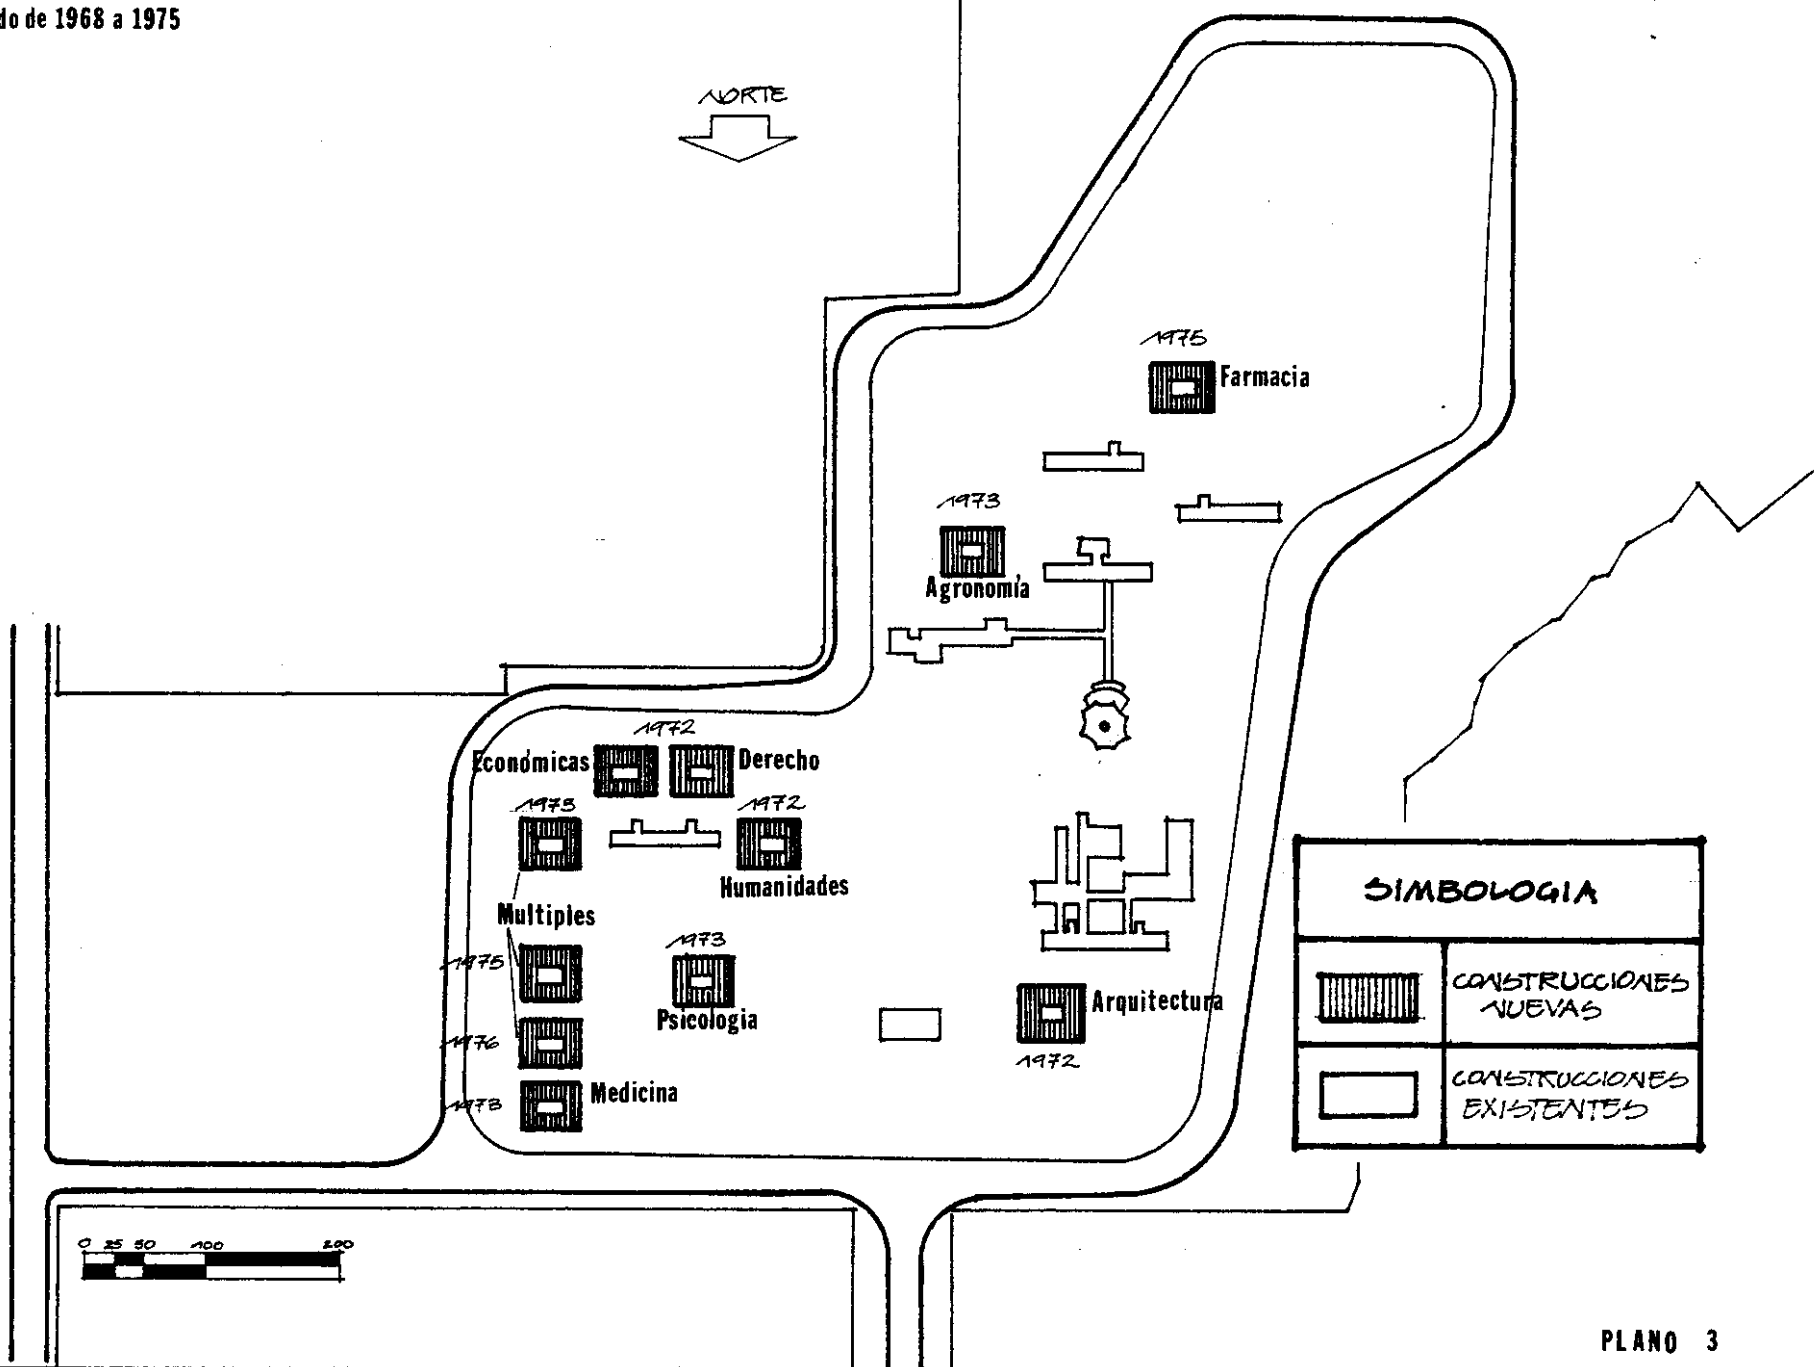 do de 1968 a 1975
NORTE
1975
Farmacia
1973
Agronomía
1972
Económicas
Derecho
1973
1972
Humanidades
Multiples
1973
1975
Psicologia
Arquitectura
1976
1972
Medicina
1973
SIMBOLOGIA
CONSTRUCCIONES
NUEVAS
CONSTRUCCIONES
EXISTENTES
0 25 50 100 200
PLANO 3